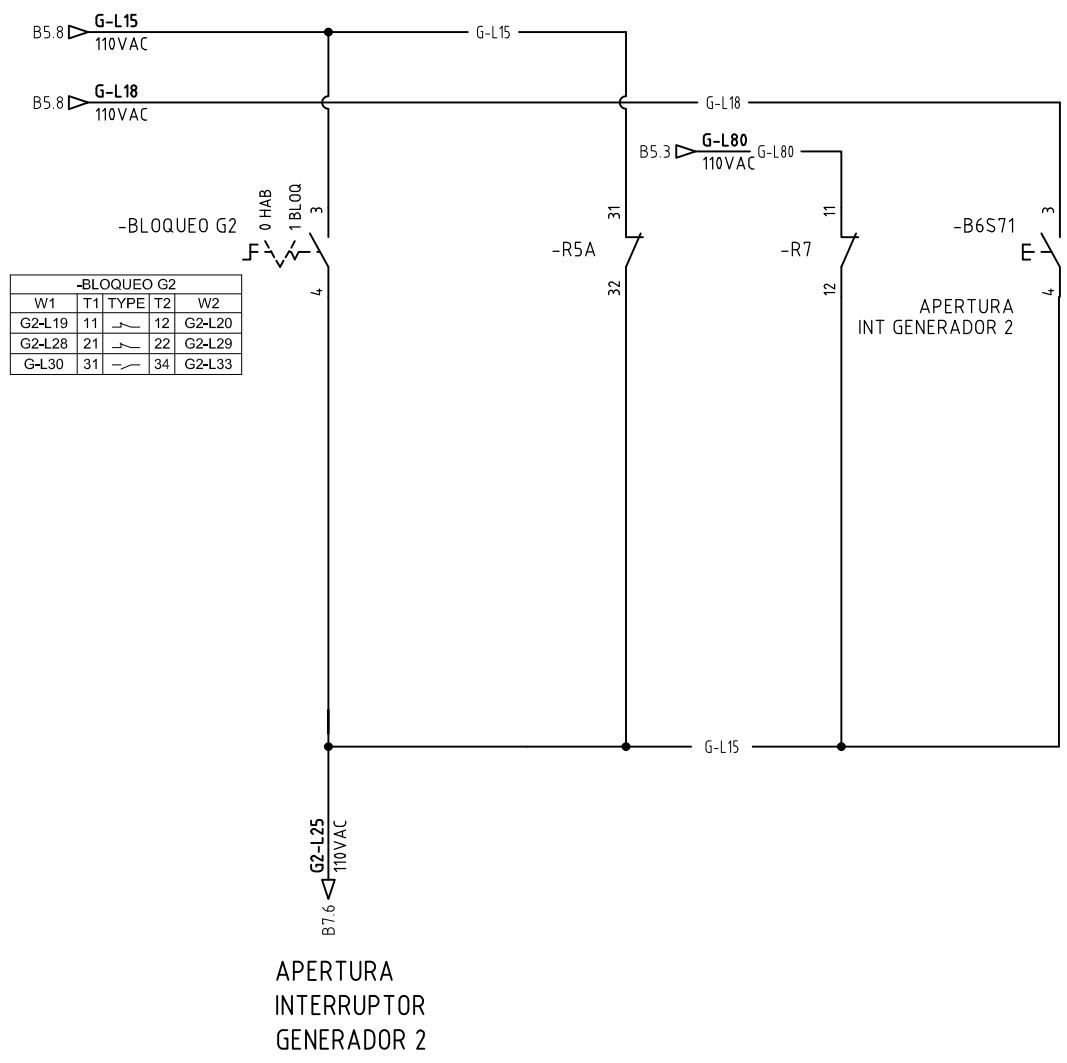 B5.8 G-L15 110VAC G-L15
B5.8 G-L18 110VAC G-L18
B5.3 G-L80 110VAC G-L80
-BLOQUEO G2
0 HAB
1 BLOQ
3
4
31
-R5A
32
11
-R7
12
3
-B6S71
4
APERTURA
INT GENERADOR 2
-BLOQUEO G2
W1 T1 TYPE T2 W2
G2-L19 11 12 G2-L20
G2-L28 21 22 G2-L29
G-L30 31 34 G2-L33
G-L15
G2-L25
110VAC
B7.6
APERTURA
INTERRUPTOR
GENERADOR 2